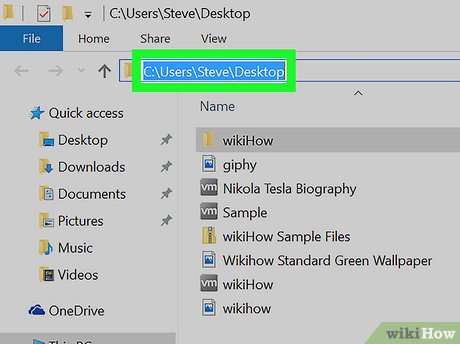 C:\Users\Steve\Desktop
File Home Share View
C:\Users\Steve\Desktop
Quick access
Desktop
Downloads
Documents
Pictures
Music
Videos
OneDrive
Name
wikiHow
giphy
vm Nikola Tesla Biography
vm Sample
wikiHow Sample Files
Wikihow Standard Green Wallpaper
vm wikiHow
wikihow
wikiHow